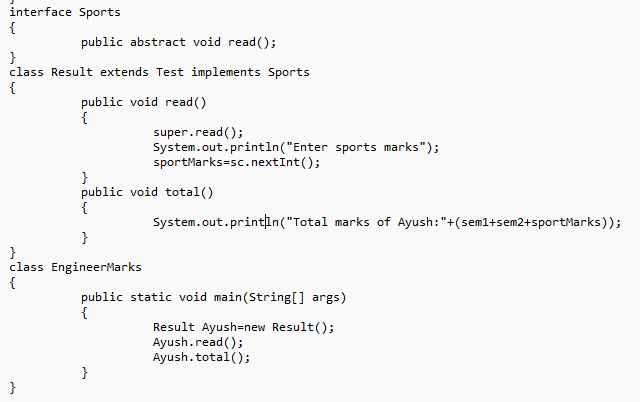 }
interface Sports
{
	public abstract void read();
}
class Result extends Test implements Sports
{
	public void read()
	{
		super.read();
		System.out.println("Enter sports marks");
		sportMarks=sc.nextInt();
	}
	public void total()
	{
		System.out.println("Total marks of Ayush:"+(sem1+sem2+sportMarks));
	}
}
class EngineerMarks
{
	public static void main(String[] args)
	{
		Result Ayush=new Result();
		Ayush.read();
		Ayush.total();
	}
}